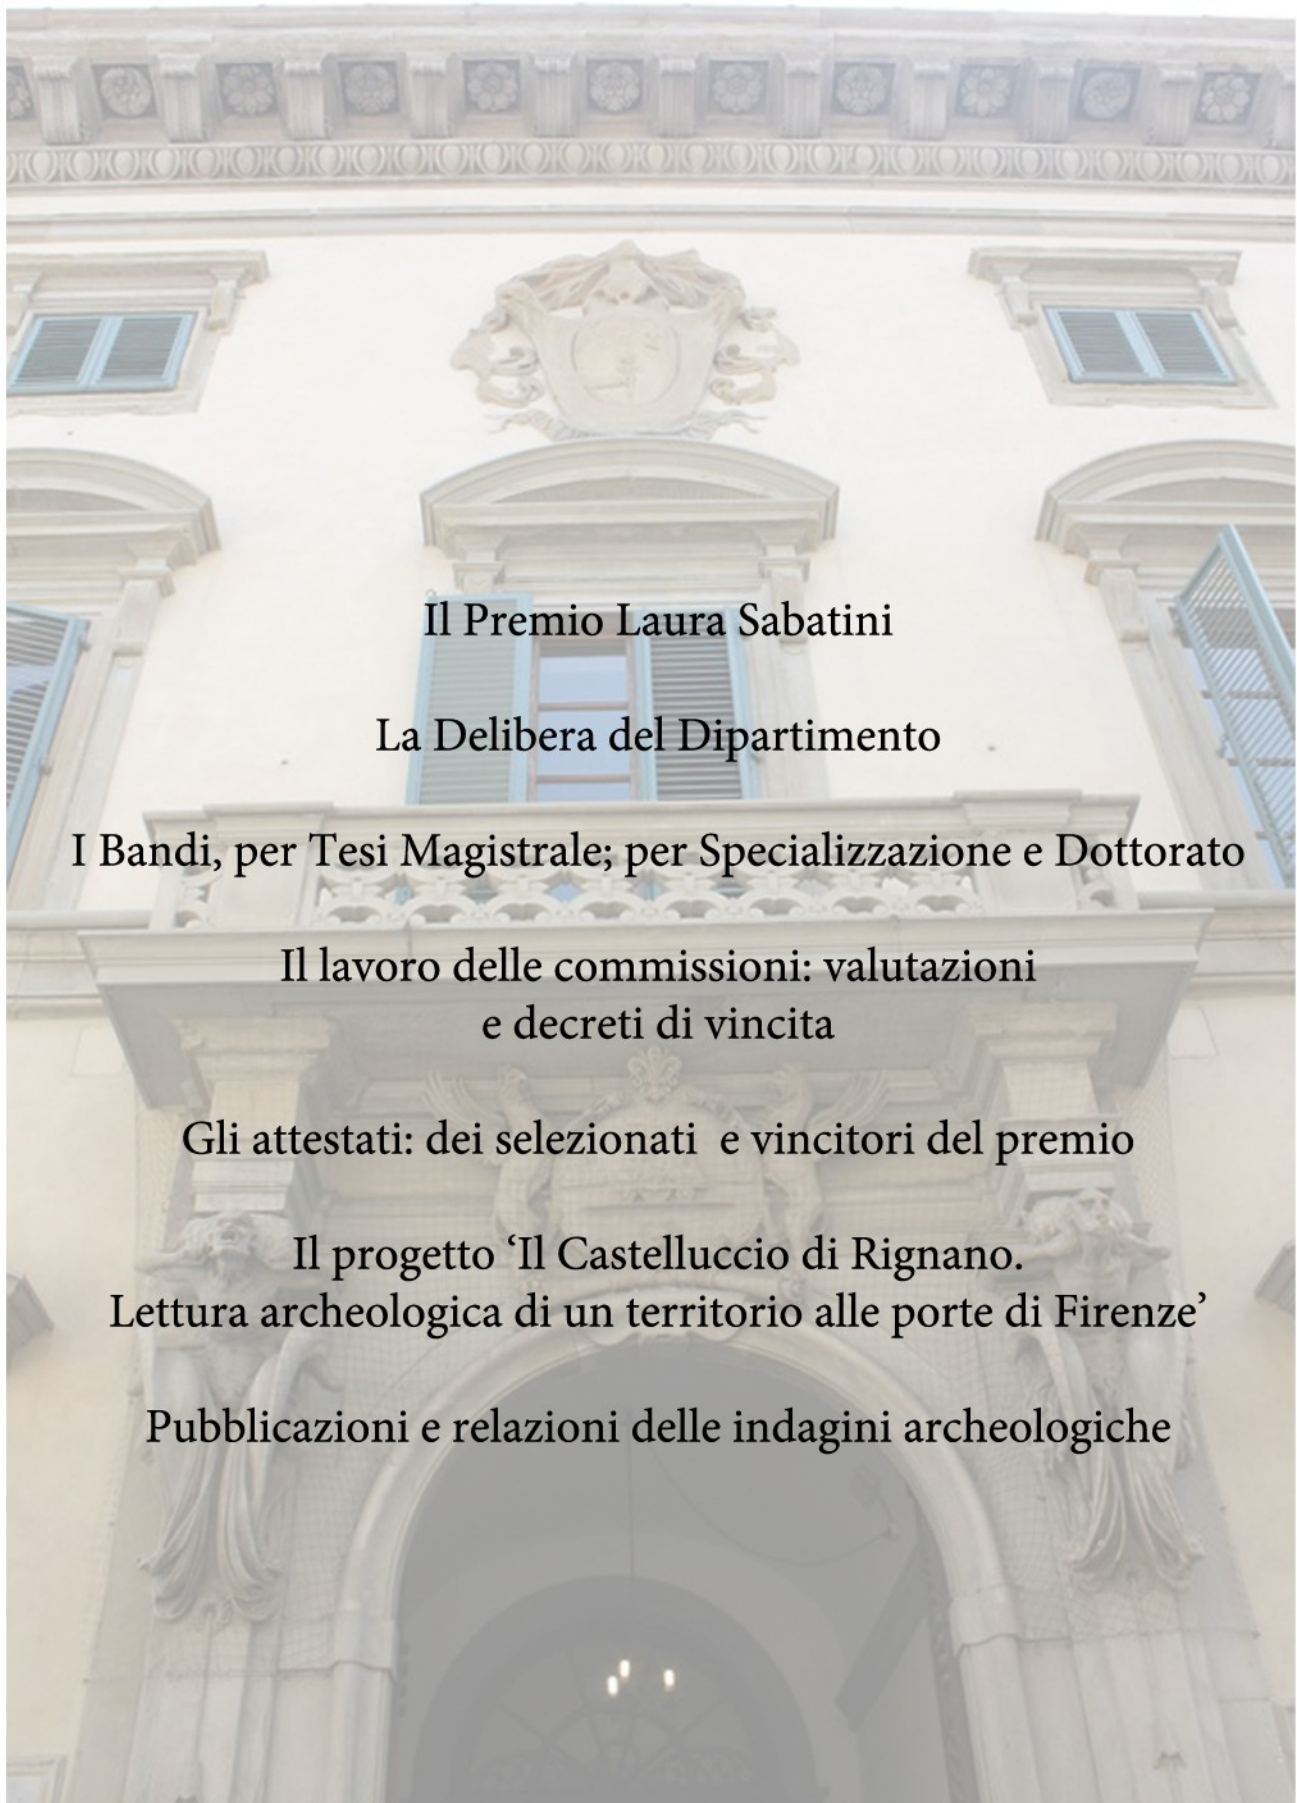 Il Premio Laura Sabatini
La Delibera del Dipartimento
I Bandi, per Tesi Magistrale; per Specializzazione e Dottorato
Il lavoro delle commissioni: valutazioni
e decreti di vincita
Gli attestati: dei selezionati  e vincitori del premio
Il progetto ‘Il Castelluccio di Rignano.
Lettura archeologica di un territorio alle porte di Firenze’
Pubblicazioni e relazioni delle indagini archeologiche